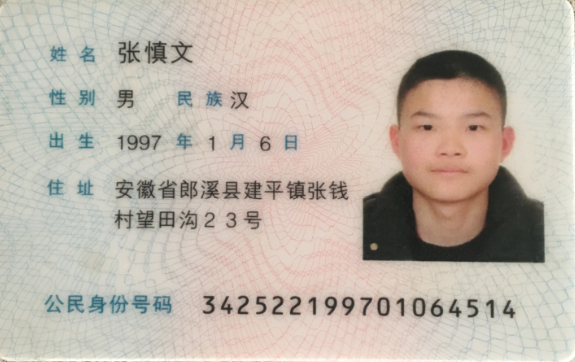 姓名 张慎文
性别 男 民族 汉
出生 1997 年 1 月 6 日
住址 安徽省郎溪县建平镇张钱
村望田沟23号
公民身份号码 342522199701064514